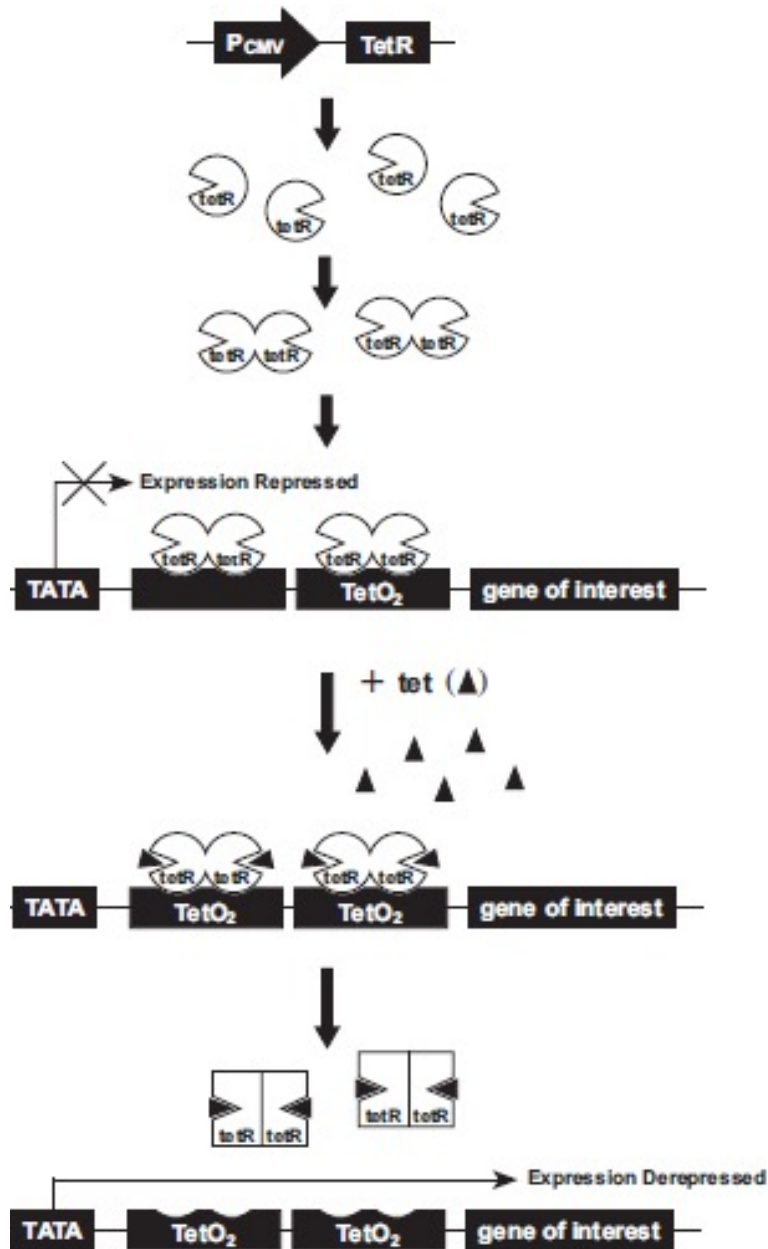 PCMV TetR
tetR
tetR
tetR
tetR
tetR tetR
tetR tetR
Expression Repressed
tetR tetR
tetR tetR
TATA TetO2 gene of interest
+ tet (▲)
tetR tetR
tetR tetR
TATA TetO2 TetO2 gene of interest
tetR tetR
tetR tetR
Expression Derepressed
TATA TetO2 TetO2 gene of interest